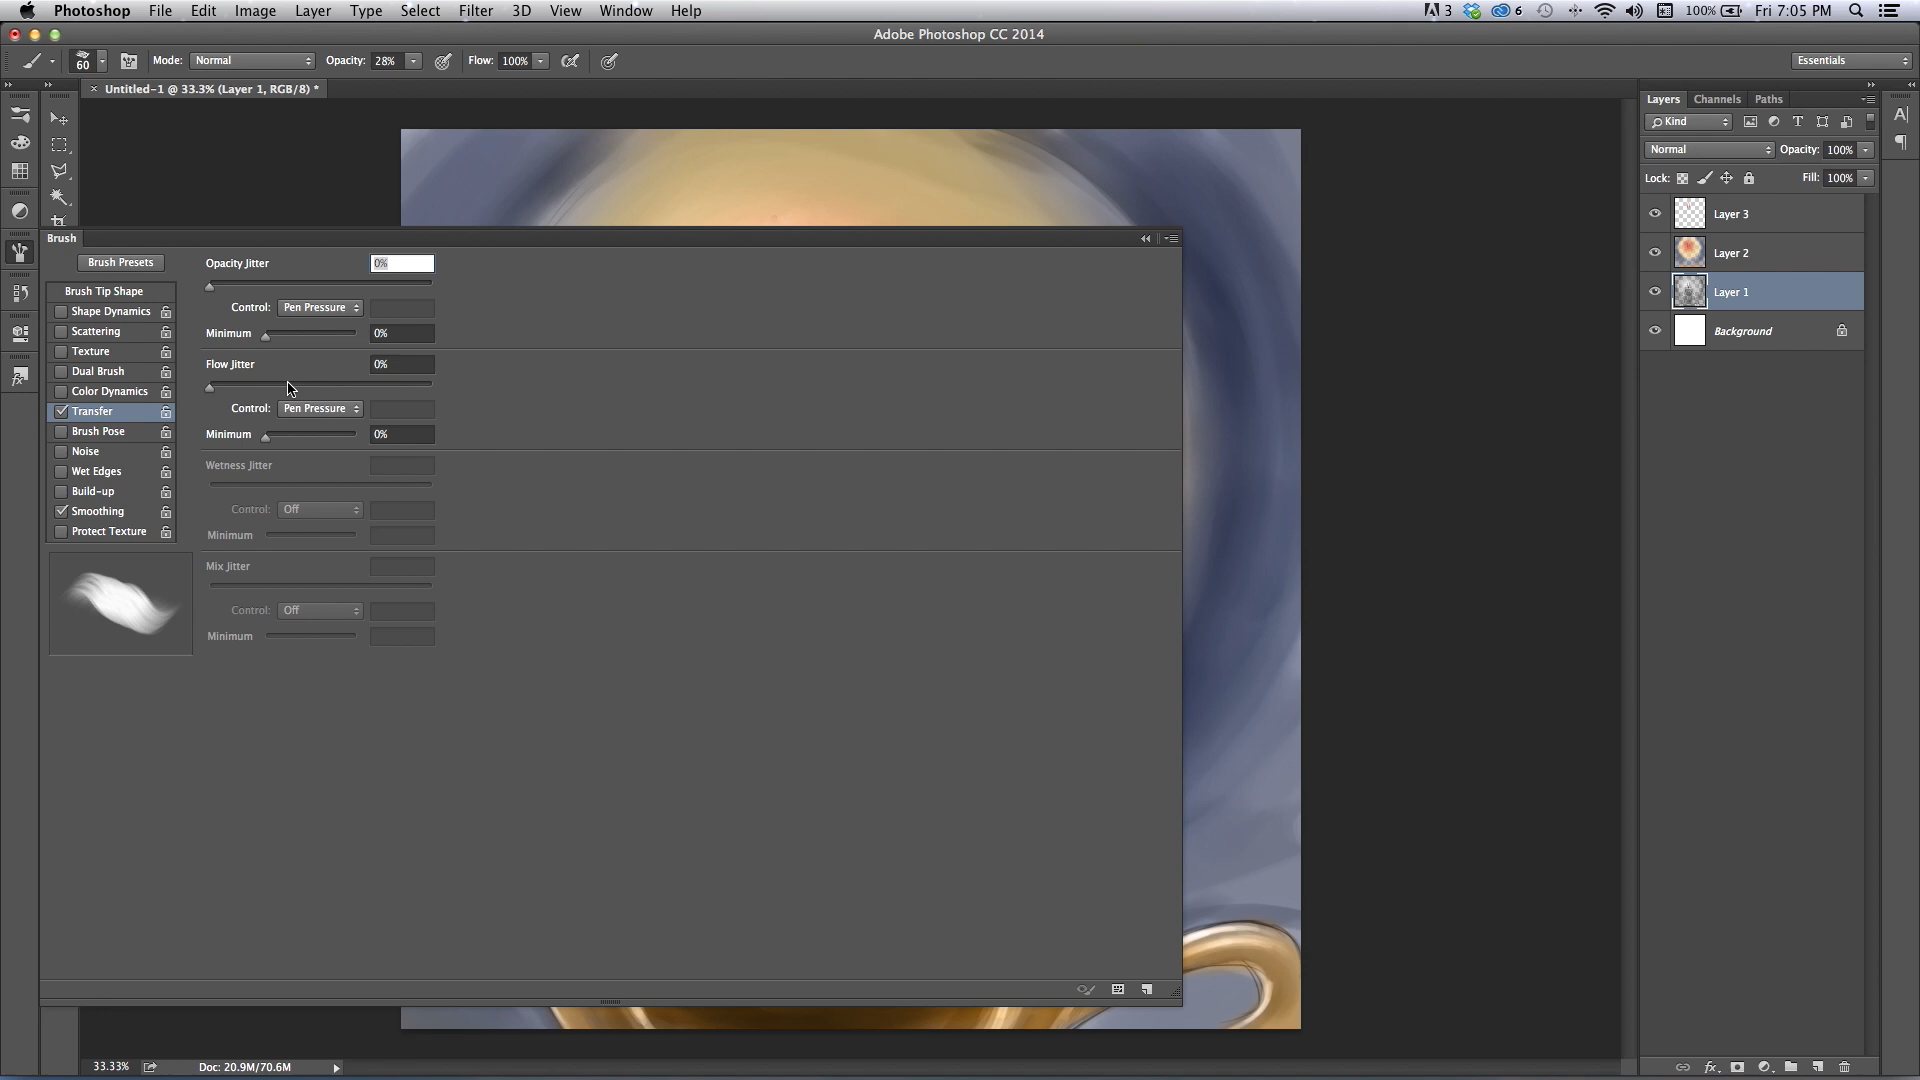 Photoshop File Edit Image Layer Type Select Filter 3D View Window Help 3 6 100% Fri 7:05 PM
Adobe Photoshop CC 2014
60 Mode: Normal Opacity: 28% Flow: 100% Essentials
× Untitled-1 @ 33.3% (Layer 1, RGB/8) *
Brush
Brush Presets
Brush Tip Shape
Shape Dynamics
Scattering
Texture
Dual Brush
Color Dynamics
Transfer
Brush Pose
Noise
Wet Edges
Build-up
Smoothing
Protect Texture
Opacity Jitter 0%
Control: Pen Pressure
Minimum 0%
Flow Jitter 0%
Control: Pen Pressure
Minimum 0%
Wetness Jitter
Control: Off
Minimum
Mix Jitter
Control: Off
Minimum
Layers Channels Paths
Kind T
Normal Opacity: 100%
Lock: Fill: 100%
Layer 3
Layer 2
Layer 1
Background
fx
A
33.33% Doc: 20.9M/70.6M